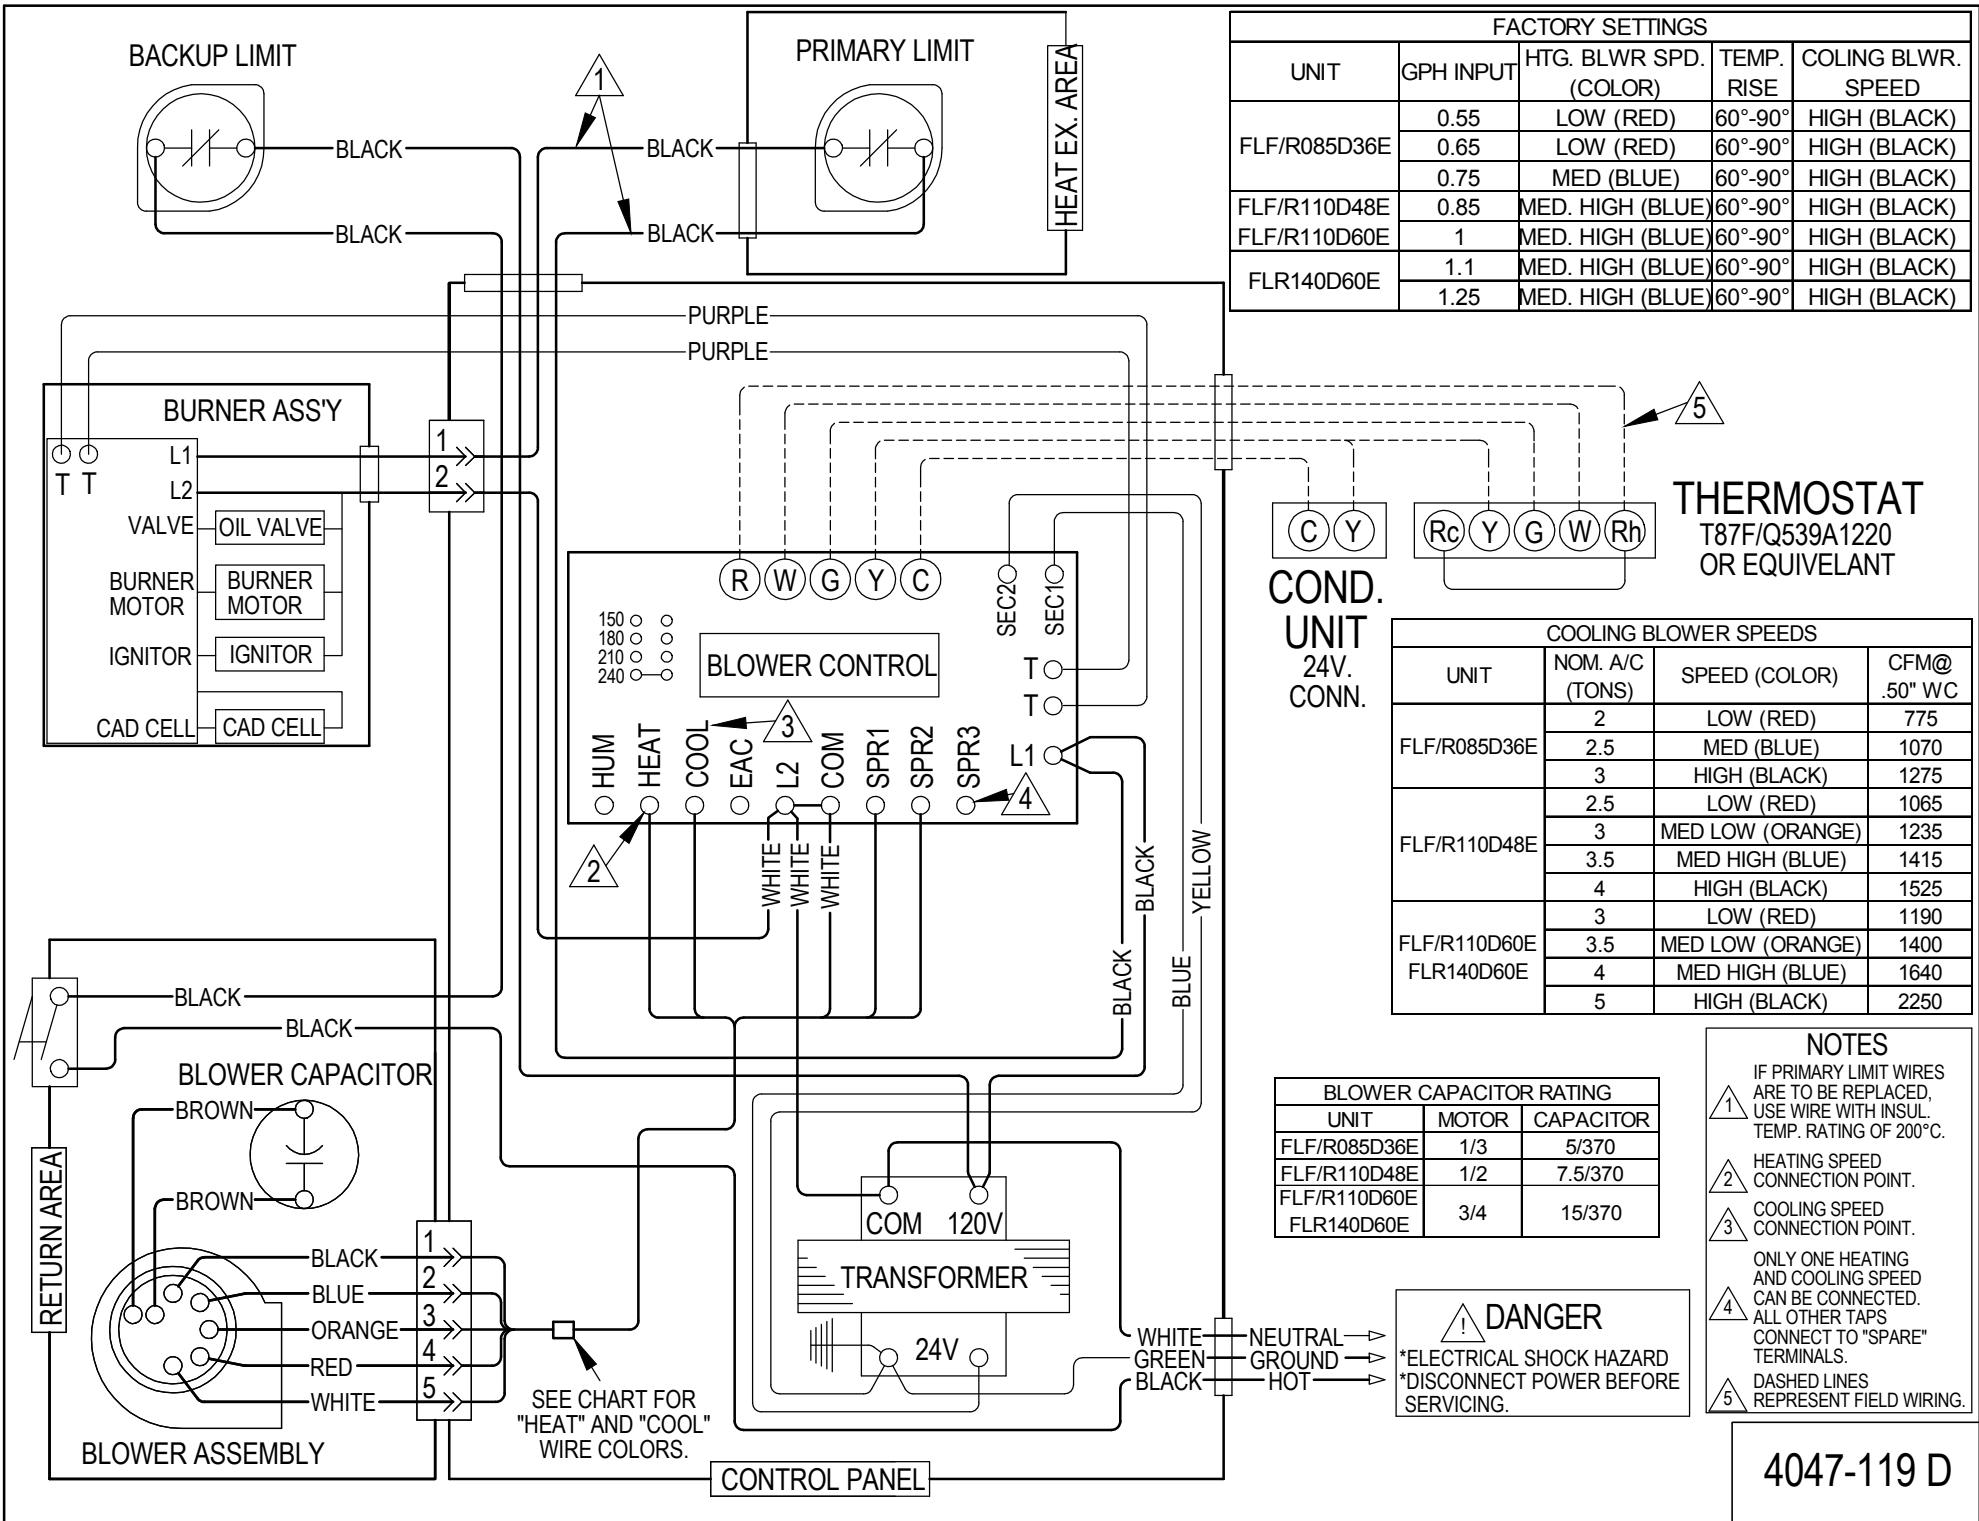 BACKUP LIMIT
BLACK
BLACK
1
PRIMARY LIMIT
BLACK
BLACK
HEAT EX. AREA
FACTORY SETTINGS
UNIT GPH INPUT HTG. BLWR SPD. (COLOR) TEMP. RISE COLING BLWR. SPEED
FLF/R085D36E 0.55 LOW (RED) 60°-90° HIGH (BLACK)
0.65 LOW (RED) 60°-90° HIGH (BLACK)
0.75 MED (BLUE) 60°-90° HIGH (BLACK)
FLF/R110D48E 0.85 MED. HIGH (BLUE) 60°-90° HIGH (BLACK)
FLF/R110D60E 1 MED. HIGH (BLUE) 60°-90° HIGH (BLACK)
FLR140D60E 1.1 MED. HIGH (BLUE) 60°-90° HIGH (BLACK)
1.25 MED. HIGH (BLUE) 60°-90° HIGH (BLACK)
PURPLE
PURPLE
BURNER ASS'Y
T T
L1
L2
1
2
VALVE OIL VALVE
BURNER MOTOR
BURNER MOTOR
IGNITOR IGNITOR
CAD CELL CAD CELL
5
C Y
COND.
UNIT
24V.
CONN.
Rc Y G W Rh
THERMOSTAT
T87F/Q539A1220
OR EQUIVELANT
R W G Y C
SEC2
SEC1
150
180
210
240
BLOWER CONTROL
T
T
L1
3
HUM
HEAT
COOL
EAC
L2
COM
SPR1
SPR2
SPR3
4
2
WHITE
WHITE
WHITE
BLACK
BLACK
YELLOW
BLUE
COOLING BLOWER SPEEDS
UNIT NOM. A/C (TONS) SPEED (COLOR) CFM@ .50" WC
FLF/R085D36E 2 LOW (RED) 775
2.5 MED (BLUE) 1070
3 HIGH (BLACK) 1275
FLF/R110D48E 2.5 LOW (RED) 1065
3 MED LOW (ORANGE) 1235
3.5 MED HIGH (BLUE) 1415
4 HIGH (BLACK) 1525
FLF/R110D60E FLR140D60E 3 LOW (RED) 1190
3.5 MED LOW (ORANGE) 1400
4 MED HIGH (BLUE) 1640
5 HIGH (BLACK) 2250
BLACK
BLACK
BLOWER CAPACITOR
BROWN
BROWN
RETURN AREA
BLACK 1
BLUE 2
ORANGE 3
RED 4
WHITE 5
BLOWER ASSEMBLY
SEE CHART FOR
"HEAT" AND "COOL"
WIRE COLORS.
COM 120V
TRANSFORMER
24V
CONTROL PANEL
WHITE NEUTRAL
GREEN GROUND
BLACK HOT
BLOWER CAPACITOR RATING
UNIT MOTOR CAPACITOR
FLF/R085D36E 1/3 5/370
FLF/R110D48E 1/2 7.5/370
FLF/R110D60E FLR140D60E 3/4 15/370
! DANGER
*ELECTRICAL SHOCK HAZARD
*DISCONNECT POWER BEFORE
SERVICING.
NOTES
1 IF PRIMARY LIMIT WIRES
ARE TO BE REPLACED,
USE WIRE WITH INSUL.
TEMP. RATING OF 200°C.
2 HEATING SPEED
CONNECTION POINT.
3 COOLING SPEED
CONNECTION POINT.
4 ONLY ONE HEATING
AND COOLING SPEED
CAN BE CONNECTED.
ALL OTHER TAPS
CONNECT TO "SPARE"
TERMINALS.
5 DASHED LINES
REPRESENT FIELD WIRING.
4047-119 D